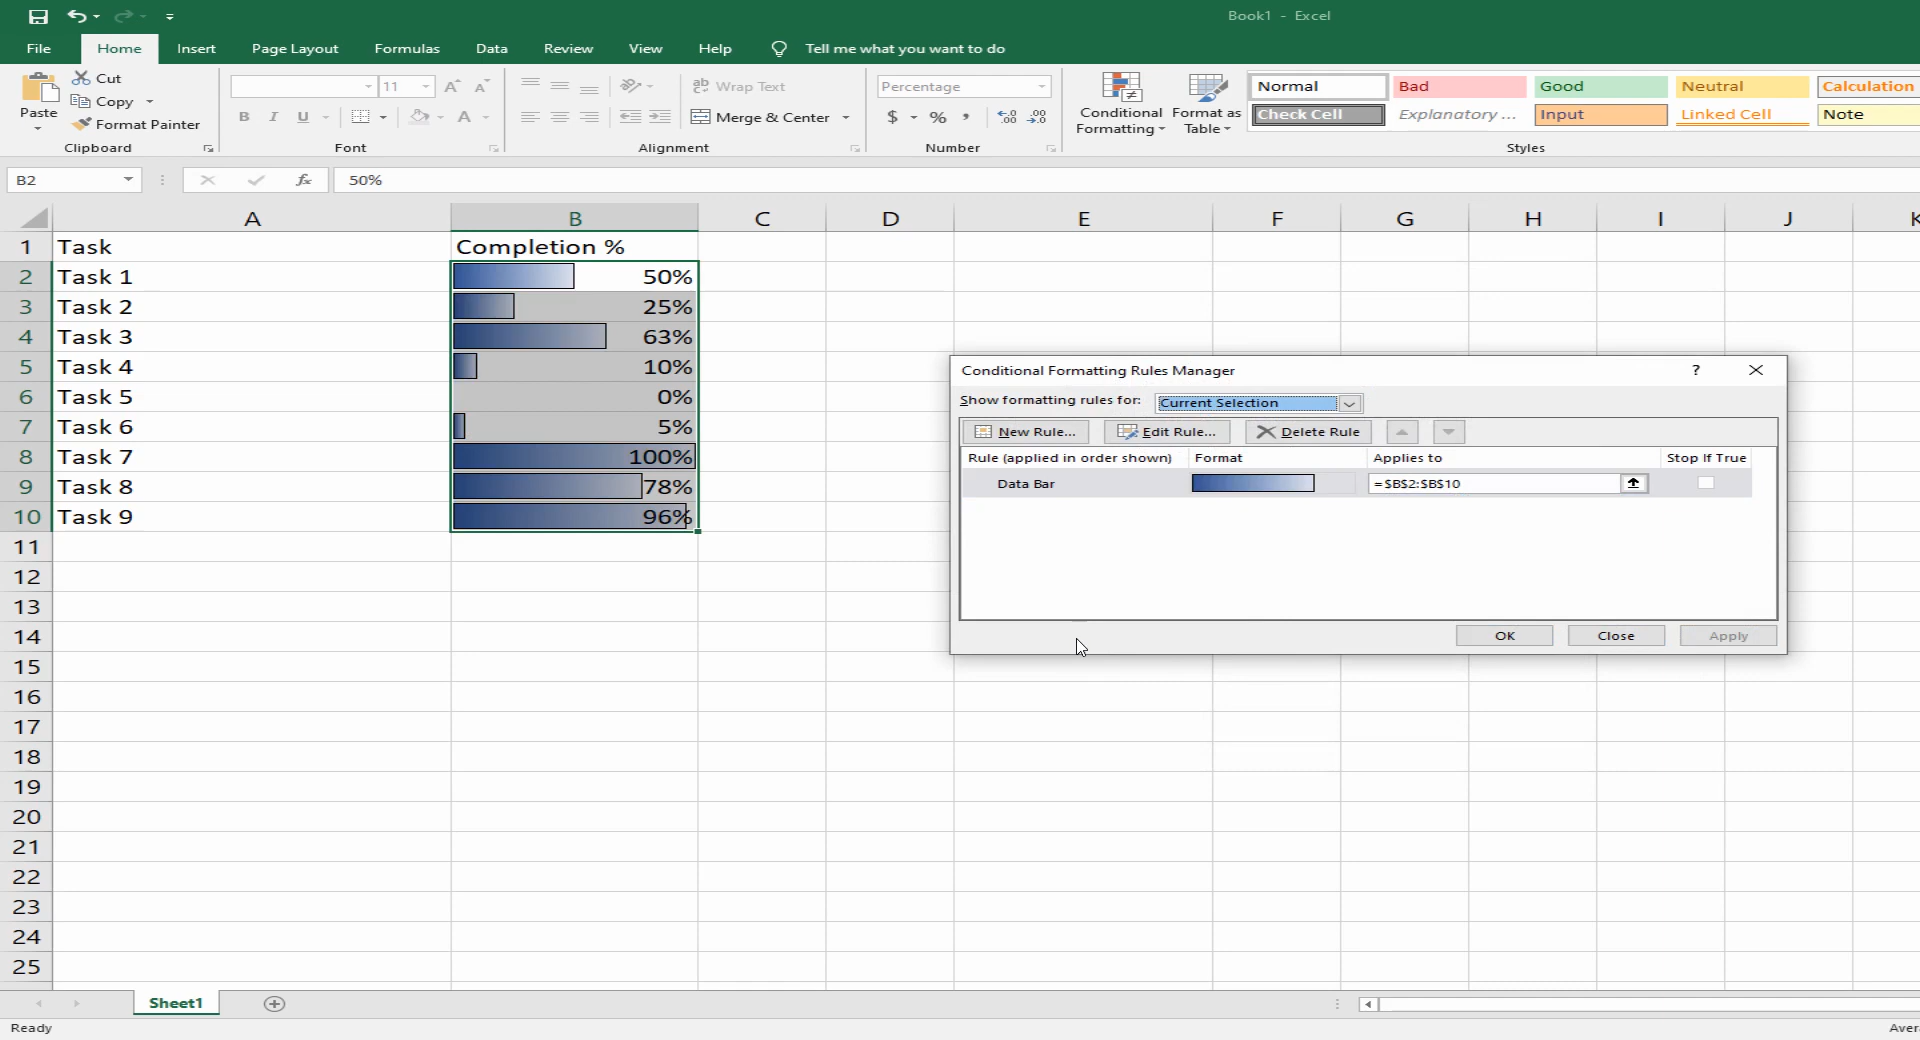 Book1 - Excel
File Home Insert Page Layout Formulas Data Review View Help Tell me what you want to do
Paste
Cut
Copy
Format Painter
Clipboard
11
B I U A
Font
Wrap Text
Merge & Center
Alignment
Percentage
$ % ,
Number
Conditional Formatting
Format as Table
Normal Bad Good Neutral Calculation
Check Cell Explanatory ... Input Linked Cell Note
Styles
B2 fx 50%
A B C D E F G H I J K
1 Task Completion %
2 Task 1 50%
3 Task 2 25%
4 Task 3 63%
5 Task 4 10%
6 Task 5 0%
7 Task 6 5%
8 Task 7 100%
9 Task 8 78%
10 Task 9 96%
11
12
13
14
15
16
17
18
19
20
21
22
23
24
25
Conditional Formatting Rules Manager ?
Show formatting rules for: Current Selection
New Rule... Edit Rule... Delete Rule
Rule (applied in order shown) Format Applies to Stop If True
Data Bar =$B$2:$B$10
OK Close Apply
Sheet1
Ready Aver